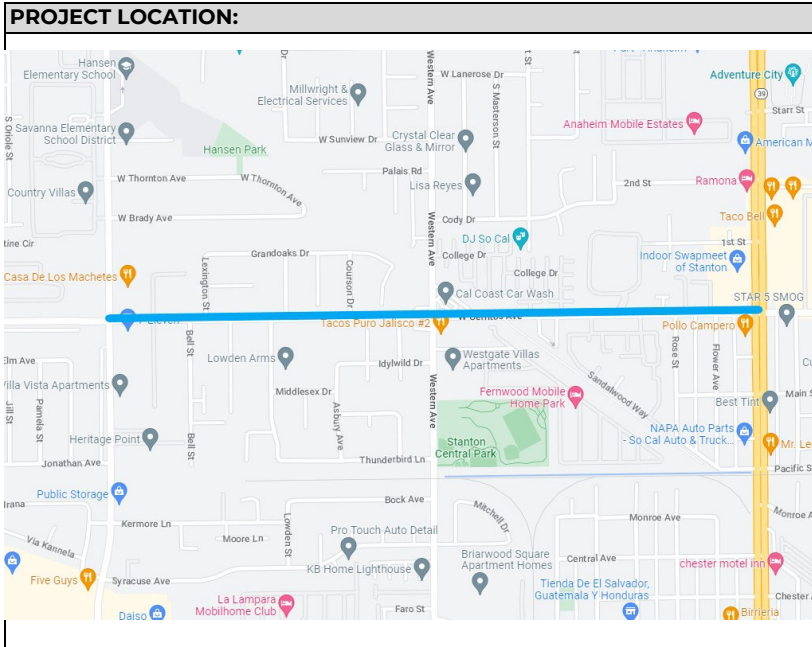 PROJECT LOCATION:
Hansen
Elementary School
Dr
Western Ave
W Lanerose Dr
St
Adventure City
39
Millwright &
Electrical Services
S Masterson St
Starr St
S Oriole St
Savanna Elementary
School District
Hansen Park
W Sunview Dr
Crystal Clear
Glass & Mirror
Anaheim Mobile Estates
American M
W Thornton Ave
W Thornton Ave
Palais Rd
Lisa Reyes
2nd St
Ramona
Country Villas
W Brady Ave
Western Ave
Cody Dr
Taco Bell
tine Cir
DJ So Cal
1st St
Grandoaks Dr
College Dr
Indoor Swapmeet
of Stanton
Casa De Los Machetes
Lexington St
Courson Dr
College Dr
Cal Coast Car Wash
STAR 5 SMOG
W Cerritos Ave
Tacos Puro Jalisco #2
Pollo Campero
Elm Ave
Bell St
Lowden Arms
Idylwild Dr
Westgate Villas
Apartments
Rose St
Flower Ave
Villa Vista Apartments
Middlesex Dr
Western Ave
Fernwood Mobile
Home Park
Sandalwood Way
Best Tint
Main S
Jill St
Pamela St
Asbury Ave
Heritage Point
Bell St
Stanton
Central Park
NAPA Auto Parts
- So Cal Auto & Truck...
Mr. Le
Jonathan Ave
Thunderbird Ln
Pacific S
Public Storage
Bock Ave
Mitchell Dr
Monroe Ave
Monroe A
Kermore Ln
Lowden St
Pro Touch Auto Detail
Via Kannela
Moore Ln
KB Home Lighthouse
Briarwood Square
Apartment Homes
Central Ave
chester motel inn
Five Guys
Syracuse Ave
La Lampara
Mobilhome Club
Faro St
Tienda De El Salvador,
Guatemala Y Honduras
Chester
Daiso
Birrieria